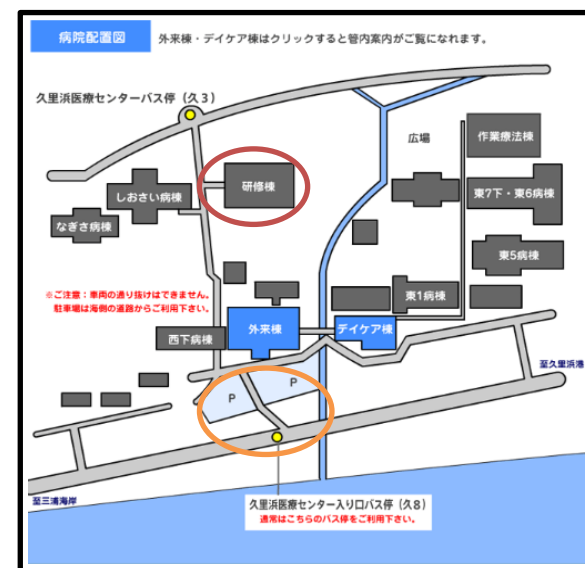 病院配置図
外来棟・デイケア棟はクリックすると管内案内がご覧になれます。
久里浜医療センターバス停（久３）
広場
作業療法棟
研修棟
しおさい病棟
東7下・東6病棟
なぎさ病棟
東5病棟
※ご注意：車両の通り抜けはできません。
駐車場は海側の道路からご利用下さい。
東1病棟
外来棟
デイケア棟
西下病棟
至久里浜港
P
P
至三浦海岸
久里浜医療センター入り口バス停（久８）
通常はこちらのバス停をご利用下さい。